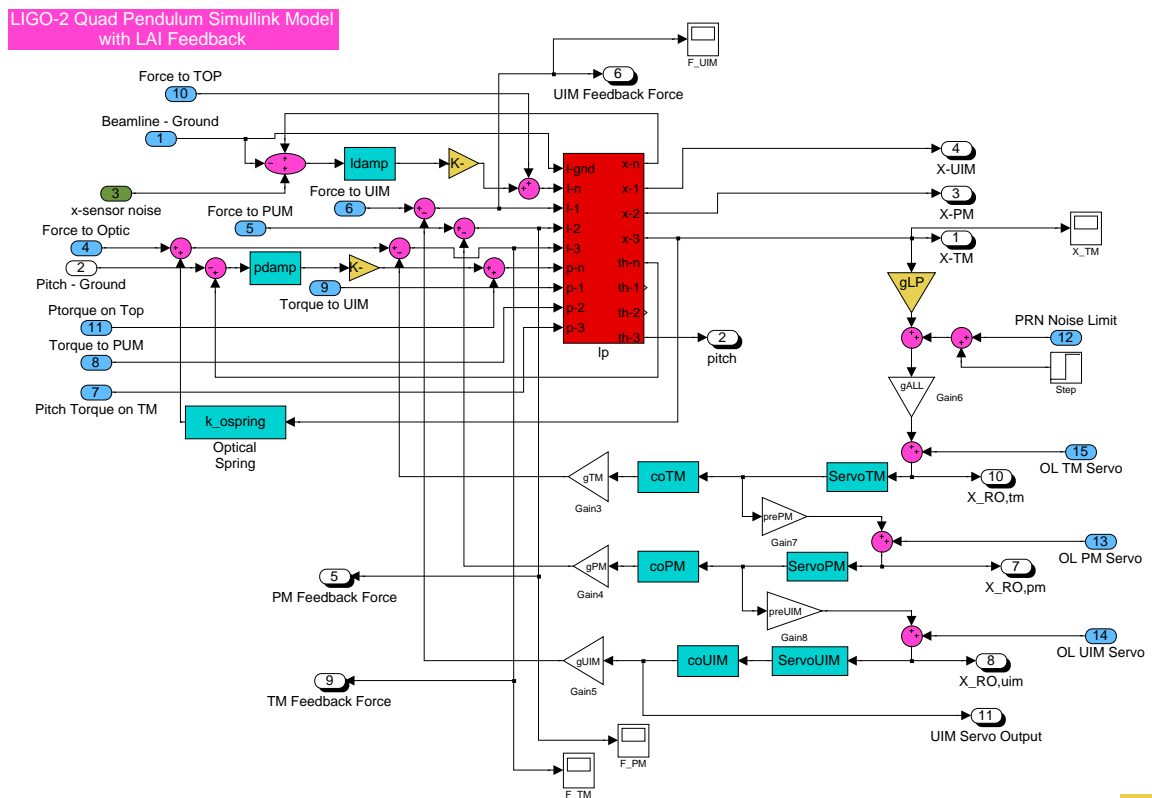 LIGO-2 Quad Pendulum Simullink Model
with LAI Feedback
F_UIM
Force to TOP
10
6
UIM Feedback Force
Beamline - Ground
1
ldamp
K-
l-gnd
x-n
4
X-UIM
3
x-sensor noise
Force to UIM
6
l-n
x-1
3
X-PM
Force to PUM
5
l-1
x-2
l-2
Force to Optic
4
l-3
x-3
1
X-TM
X_TM
2
Pitch - Ground
pdamp
K-
p-n
th-n
gLP
9
Torque to UIM
p-1
th-1
Ptorque on Top
11
p-2
th-2
PRN Noise Limit
12
Torque to PUM
8
p-3
th-3
lp
2
pitch
Step
7
Pitch Torque on TM
gALL
Gain6
k_ospring
Optical
Spring
15
OL TM Servo
gTM
Gain3
coTM
ServoTM
10
X_RO,tm
prePM
Gain7
13
OL PM Servo
gPM
Gain4
coPM
ServoPM
7
X_RO,pm
5
PM Feedback Force
preUIM
Gain8
14
OL UIM Servo
gUIM
Gain5
coUIM
ServoUIM
8
X_RO,uim
9
TM Feedback Force
11
UIM Servo Output
F_PM
F_TM